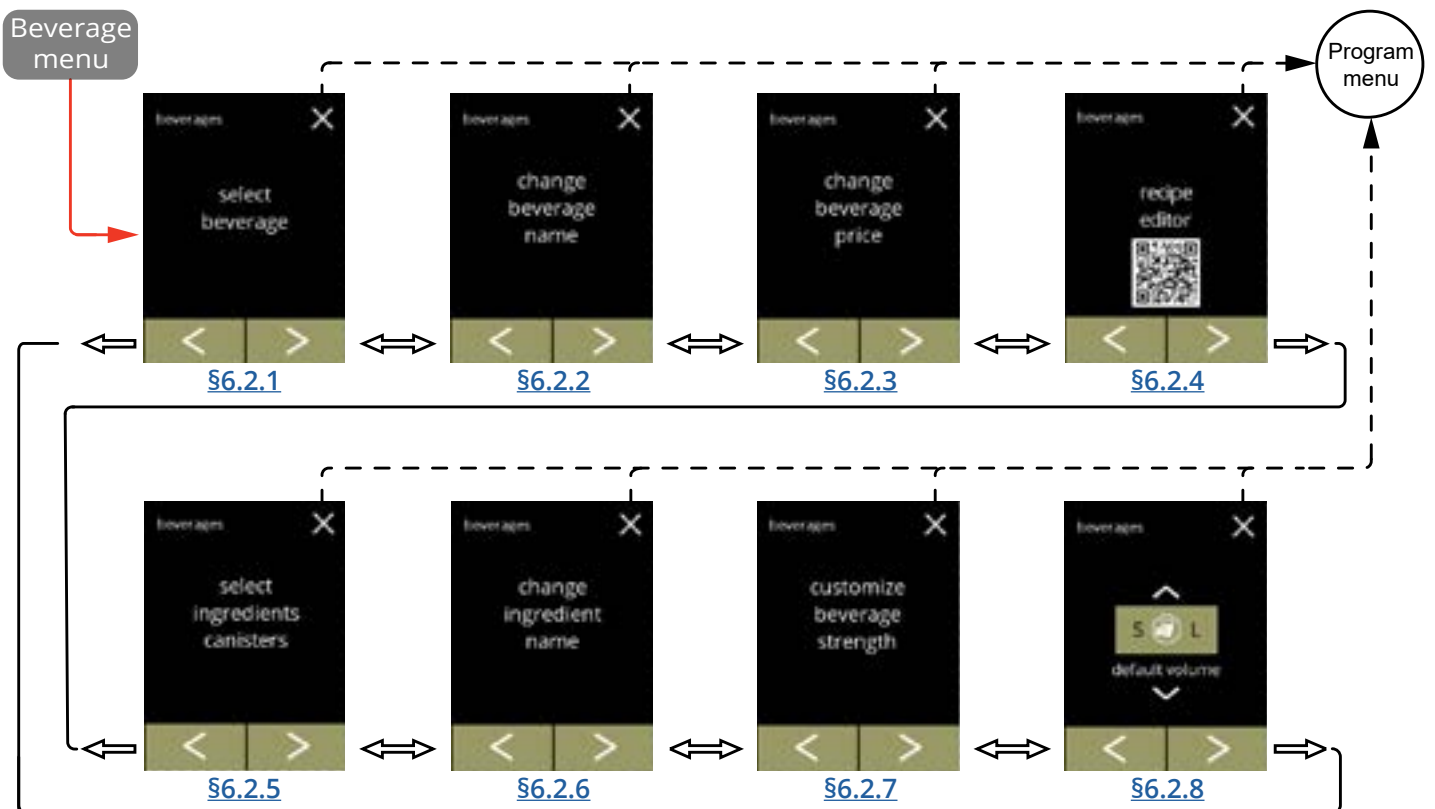 Beverage
menu
Program
menu
beverages
select
beverage
§6.2.1
beverages
change
beverage
name
§6.2.2
beverages
change
beverage
price
§6.2.3
beverages
recipe
editor
§6.2.4
beverages
select
ingredients
canisters
§6.2.5
beverages
change
ingredient
name
§6.2.6
beverages
customize
beverage
strength
§6.2.7
beverages
S L
default volume
§6.2.8